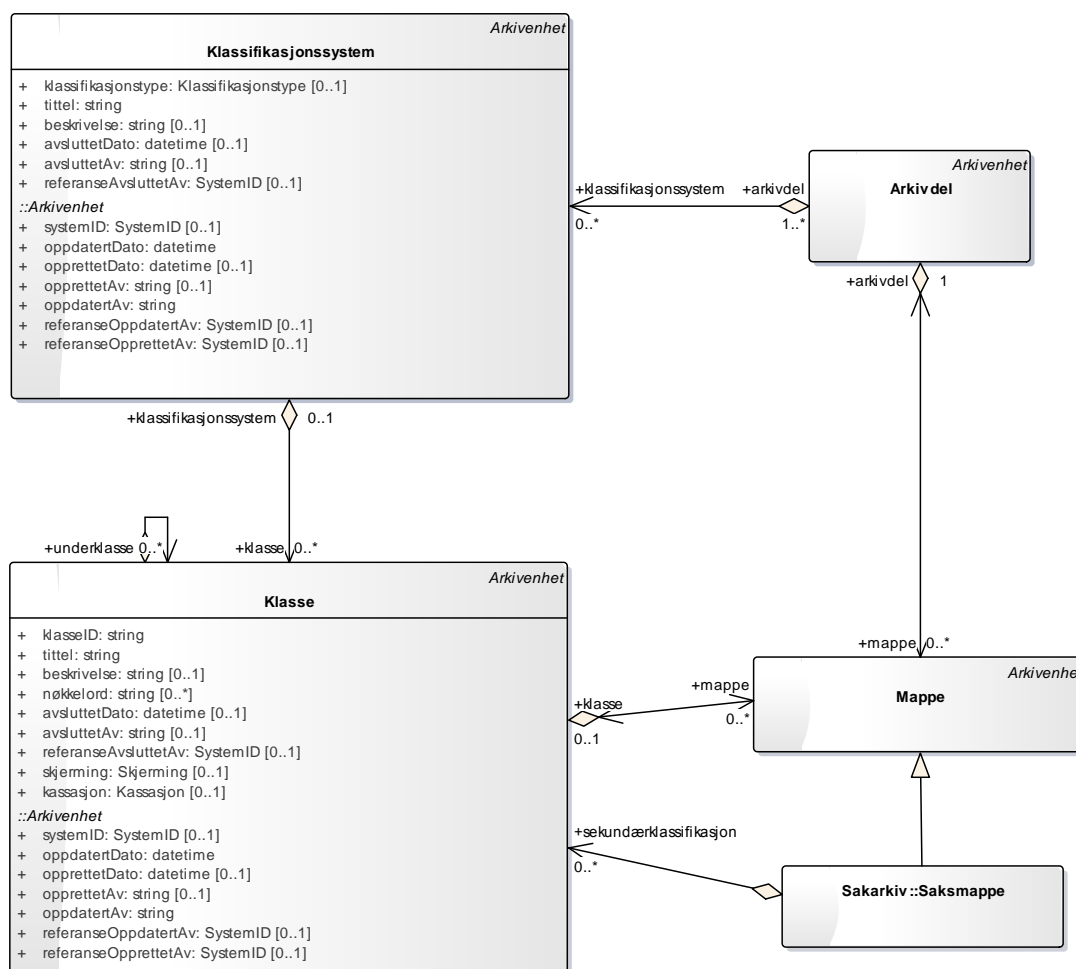 Arkivenhet
Klassifikasjonssystem
+ klassifikasjonstype: Klassifikasjonstype [0..1]
+ tittel: string
+ beskrivelse: string [0..1]
+ avsluttetDato: datetime [0..1]
+ avsluttetAv: string [0..1]
+ referanseAvsluttetAv: SystemID [0..1]
::Arkivenhet
+ systemID: SystemID [0..1]
+ oppdatertDato: datetime
+ opprettetDato: datetime [0..1]
+ opprettetAv: string [0..1]
+ oppdatertAv: string
+ referanseOppdatertAv: SystemID [0..1]
+ referanseOpprettetAv: SystemID [0..1]
+klassifikasjonssystem
0..*
+arkivdel
1..*
Arkivenhet
Arkivdel
+arkivdel 1
+klassifikasjonssystem 0..1
+underklasse 0..*
+klasse 0..*
+mappe 0..*
Arkivenhet
Klasse
+ klasseID: string
+ tittel: string
+ beskrivelse: string [0..1]
+ nøkkelord: string [0..*]
+ avsluttetDato: datetime [0..1]
+ avsluttetAv: string [0..1]
+ referanseAvsluttetAv: SystemID [0..1]
+ skjerming: Skjerming [0..1]
+ kassasjon: Kassasjon [0..1]
::Arkivenhet
+ systemID: SystemID [0..1]
+ oppdatertDato: datetime
+ opprettetDato: datetime [0..1]
+ opprettetAv: string [0..1]
+ oppdatertAv: string
+ referanseOppdatertAv: SystemID [0..1]
+ referanseOpprettetAv: SystemID [0..1]
+klasse
0..1
+mappe
0..*
Arkivenhe
Mappe
+sekundærklassifikasjon
0..*
Sakarkiv::Saksmappe